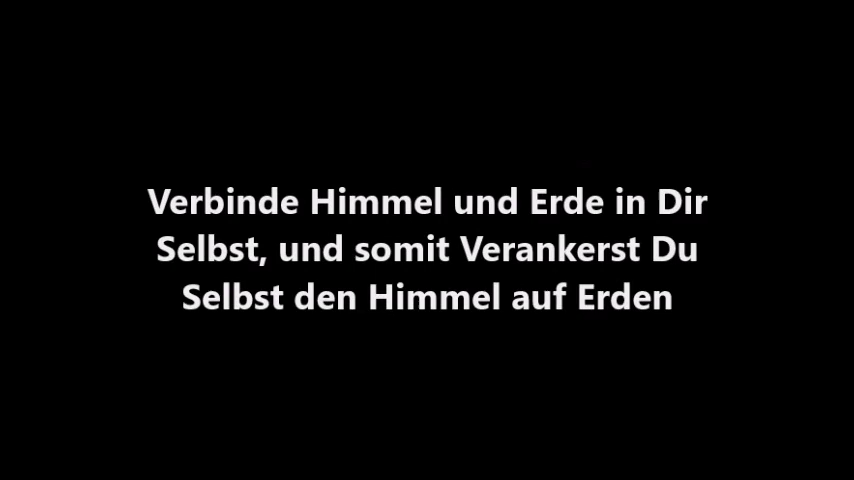 Verbinde Himmel und Erde in Dir
Selbst, und somit Verankerst Du
Selbst den Himmel auf Erden